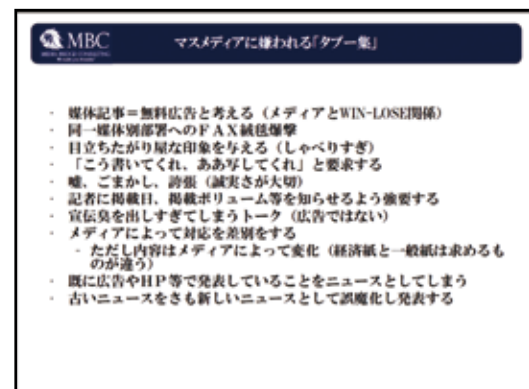 MBC
マスメディアに嫌われる「タブー集」
・ 媒体記事＝無料広告と考える（メディアとWIN-LOSE関係）
・ 同一媒体別部署へのＦＡＸ絨毯爆撃
・ 目立ちたがり屋な印象を与える（しゃべりすぎ）
・ 「こう書いてくれ、ああ写してくれ」と要求する
・ 嘘、ごまかし、誇張（誠実さが大切）
・ 記者に掲載日、掲載ボリューム等を知らせるよう強要する
・ 宣伝臭を出しすぎてしまうトーク（広告ではない）
・ メディアによって対応を差別をする
・ ただし内容はメディアによって変化（経済紙と一般紙は求めるも
のが違う）
・ 既に広告やＨＰ等で発表していることをニュースとしてしまう
・ 古いニュースをさも新しいニュースとして誤魔化し発表する